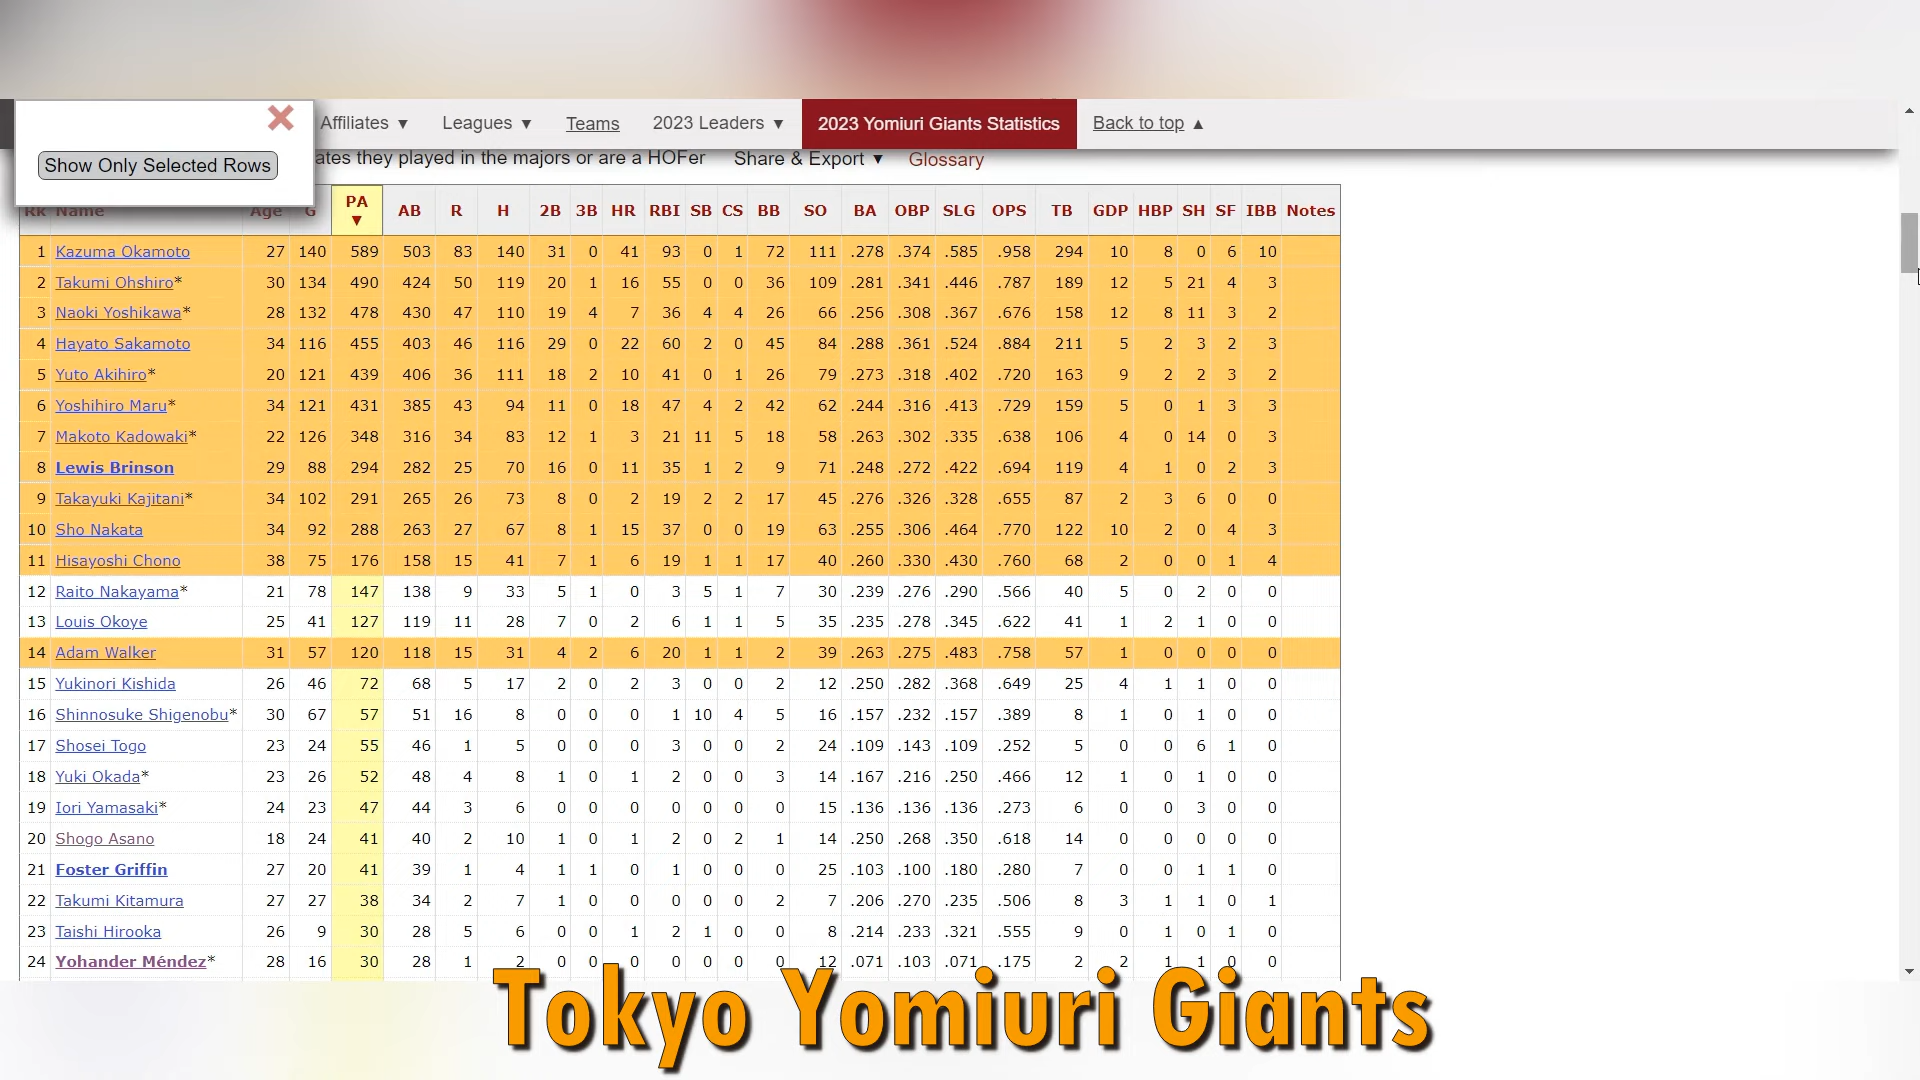 Affiliates ▼ Leagues ▼ Teams 2023 Leaders ▼ 2023 Yomiuri Giants Statistics Back to top ▲
Show Only Selected Rows
ates they played in the majors or are a HOFer Share & Export ▼ Glossary
Rk Name Age G PA ▼ AB R H 2B 3B HR RBI SB CS BB SO BA OBP SLG OPS TB GDP HBP SH SF IBB Notes
1 Kazuma Okamoto 27 140 589 503 83 140 31 0 41 93 0 1 72 111 .278 .374 .585 .958 294 10 8 0 6 10
2 Takumi Ohshiro* 30 134 490 424 50 119 20 1 16 55 0 0 36 109 .281 .341 .446 .787 189 12 5 21 4 3
3 Naoki Yoshikawa* 28 132 478 430 47 110 19 4 7 36 4 4 26 66 .256 .308 .367 .676 158 12 8 11 3 2
4 Hayato Sakamoto 34 116 455 403 46 116 29 0 22 60 2 0 45 84 .288 .361 .524 .884 211 5 2 3 2 3
5 Yuto Akihiro* 20 121 439 406 36 111 18 2 10 41 0 1 26 79 .273 .318 .402 .720 163 9 2 2 3 2
6 Yoshihiro Maru* 34 121 431 385 43 94 11 0 18 47 4 2 42 62 .244 .316 .413 .729 159 5 0 1 3 3
7 Makoto Kadowaki* 22 126 348 316 34 83 12 1 3 21 11 5 18 58 .263 .302 .335 .638 106 4 0 14 0 3
8 Lewis Brinson 29 88 294 282 25 70 16 0 11 35 1 2 9 71 .248 .272 .422 .694 119 4 1 0 2 3
9 Takayuki Kajitani* 34 102 291 265 26 73 8 0 2 19 2 2 17 45 .276 .326 .328 .655 87 2 3 6 0 0
10 Sho Nakata 34 92 288 263 27 67 8 1 15 37 0 0 19 63 .255 .306 .464 .770 122 10 2 0 4 3
11 Hisayoshi Chono 38 75 176 158 15 41 7 1 6 19 1 1 17 40 .260 .330 .430 .760 68 2 0 0 1 4
12 Raito Nakayama* 21 78 147 138 9 33 5 1 0 3 5 1 7 30 .239 .276 .290 .566 40 5 0 2 0 0
13 Louis Okoye 25 41 127 119 11 28 7 0 2 6 1 1 5 35 .235 .278 .345 .622 41 1 2 1 0 0
14 Adam Walker 31 57 120 118 15 31 4 2 6 20 1 1 2 39 .263 .275 .483 .758 57 1 0 0 0 0
15 Yukinori Kishida 26 46 72 68 5 17 2 0 2 3 0 0 2 12 .250 .282 .368 .649 25 4 1 1 0 0
16 Shinnosuke Shigenobu* 30 67 57 51 16 8 0 0 0 1 10 4 5 16 .157 .232 .157 .389 8 1 0 1 0 0
17 Shosei Togo 23 24 55 46 1 5 0 0 0 3 0 0 2 24 .109 .143 .109 .252 5 0 0 6 1 0
18 Yuki Okada* 23 26 52 48 4 8 1 0 1 2 0 0 3 14 .167 .216 .250 .466 12 1 0 1 0 0
19 Iori Yamasaki* 24 23 47 44 3 6 0 0 0 0 0 0 0 15 .136 .136 .136 .273 6 0 0 3 0 0
20 Shogo Asano 18 24 41 40 2 10 1 0 1 2 0 2 1 14 .250 .268 .350 .618 14 0 0 0 0 0
21 Foster Griffin 27 20 41 39 1 4 1 1 0 1 0 0 0 25 .103 .100 .180 .280 7 0 0 1 1 0
22 Takumi Kitamura 27 27 38 34 2 7 1 0 0 0 0 0 2 7 .206 .270 .235 .506 8 3 1 1 0 1
23 Taishi Hirooka 26 9 30 28 5 6 0 0 1 2 1 0 0 8 .214 .233 .321 .555 9 0 1 0 1 0
24 Yohander Méndez* 28 16 30 28 1 2 0 0 0 0 0 0 0 12 .071 .103 .071 .175 2 2 1 1 0 0
Tokyo Yomiuri Giants